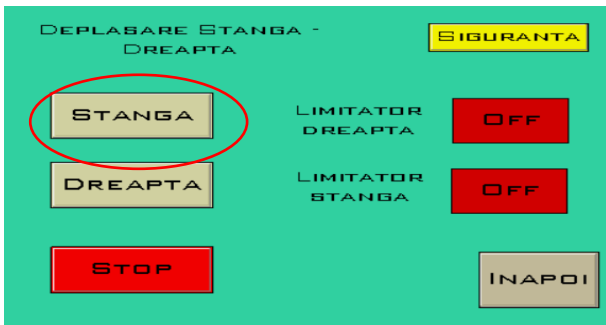 DEPLASARE STANGA -
DREAPTA
SIGURANTA
STANGA
LIMITATOR
DREAPTA
OFF
DREAPTA
LIMITATOR
STANGA
OFF
STOP
INAPOI